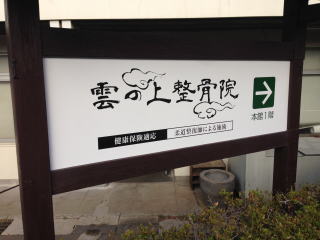 雲の上整骨院
本館1階
健康保険適応 柔道整復師による施術